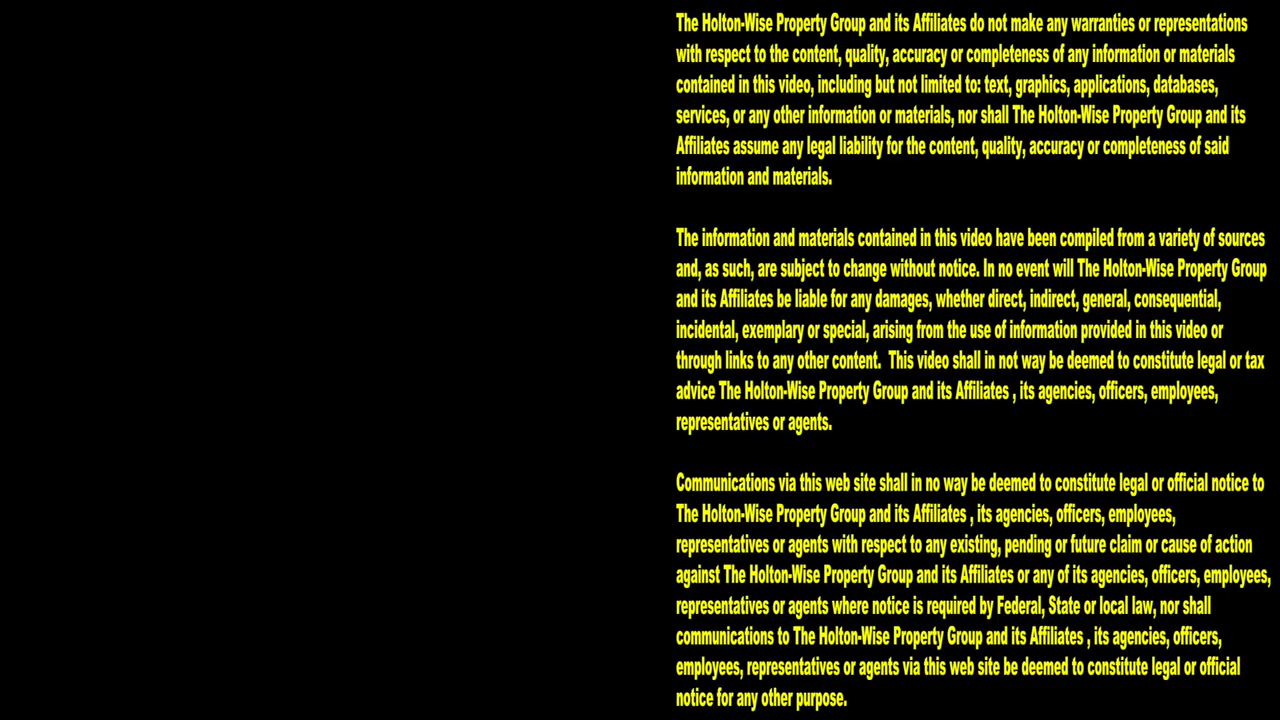 The Holton-Wise Property Group and its Affiliates do not make any warranties or representations
with respect to the content, quality, accuracy or completeness of any information or materials
contained in this video, including but not limited to: text, graphics, applications, databases,
services, or any other information or materials, nor shall The Holton-Wise Property Group and its
Affiliates assume any legal liability for the content, quality, accuracy or completeness of said
information and materials.
The information and materials contained in this video have been compiled from a variety of sources
and, as such, are subject to change without notice. In no event will The Holton-Wise Property Group
and its Affiliates be liable for any damages, whether direct, indirect, general, consequential,
incidental, exemplary or special, arising from the use of information provided in this video or
through links to any other content.  This video shall in not way be deemed to constitute legal or tax
advice The Holton-Wise Property Group and its Affiliates , its agencies, officers, employees,
representatives or agents.
Communications via this web site shall in no way be deemed to constitute legal or official notice to
The Holton-Wise Property Group and its Affiliates , its agencies, officers, employees,
representatives or agents with respect to any existing, pending or future claim or cause of action
against The Holton-Wise Property Group and its Affiliates or any of its agencies, officers, employees,
representatives or agents where notice is required by Federal, State or local law, nor shall
communications to The Holton-Wise Property Group and its Affiliates , its agencies, officers,
employees, representatives or agents via this web site be deemed to constitute legal or official
notice for any other purpose.